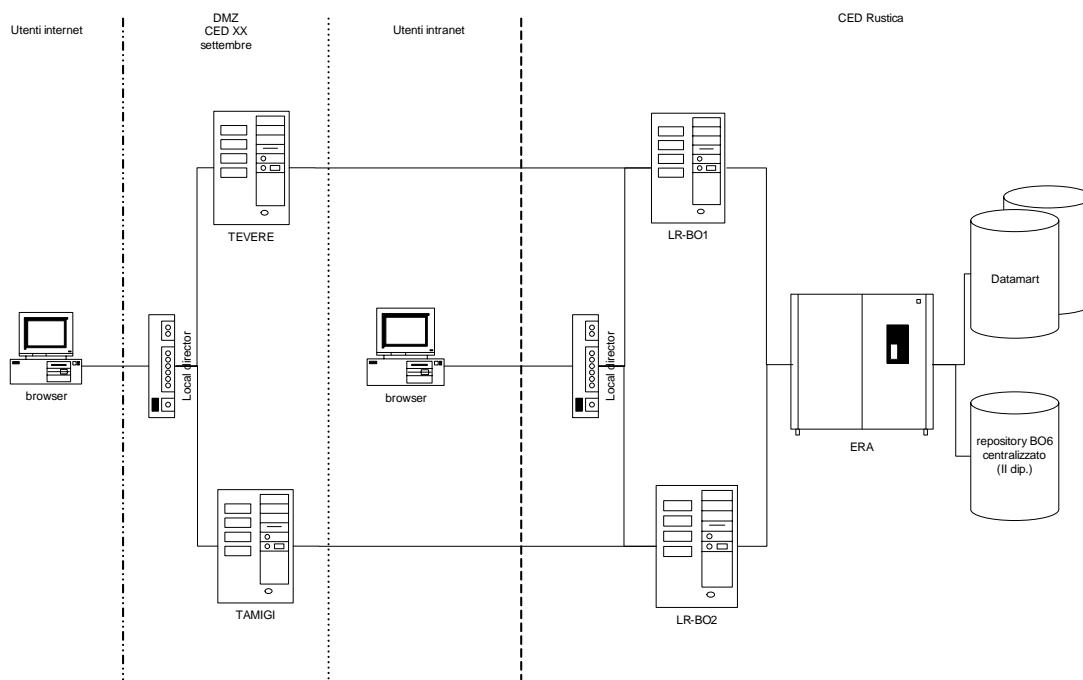 Utenti internet
DMZ
CED XX
settembre
Utenti intranet
CED Rustica
TEVERE
LR-BO1
Datamart
browser
Local director
browser
Local director
ERA
repository BO6
centralizzato
(II dip.)
TAMIGI
LR-BO2